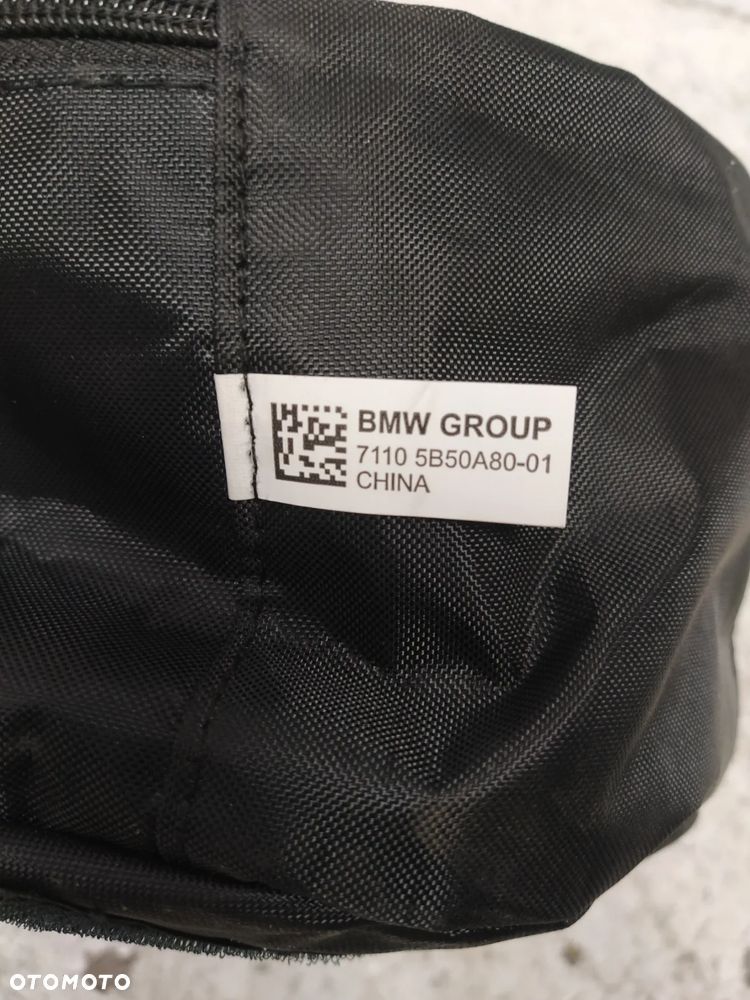 BMW GROUP
7110 5B50A80-01
CHINA
OTOMOTO